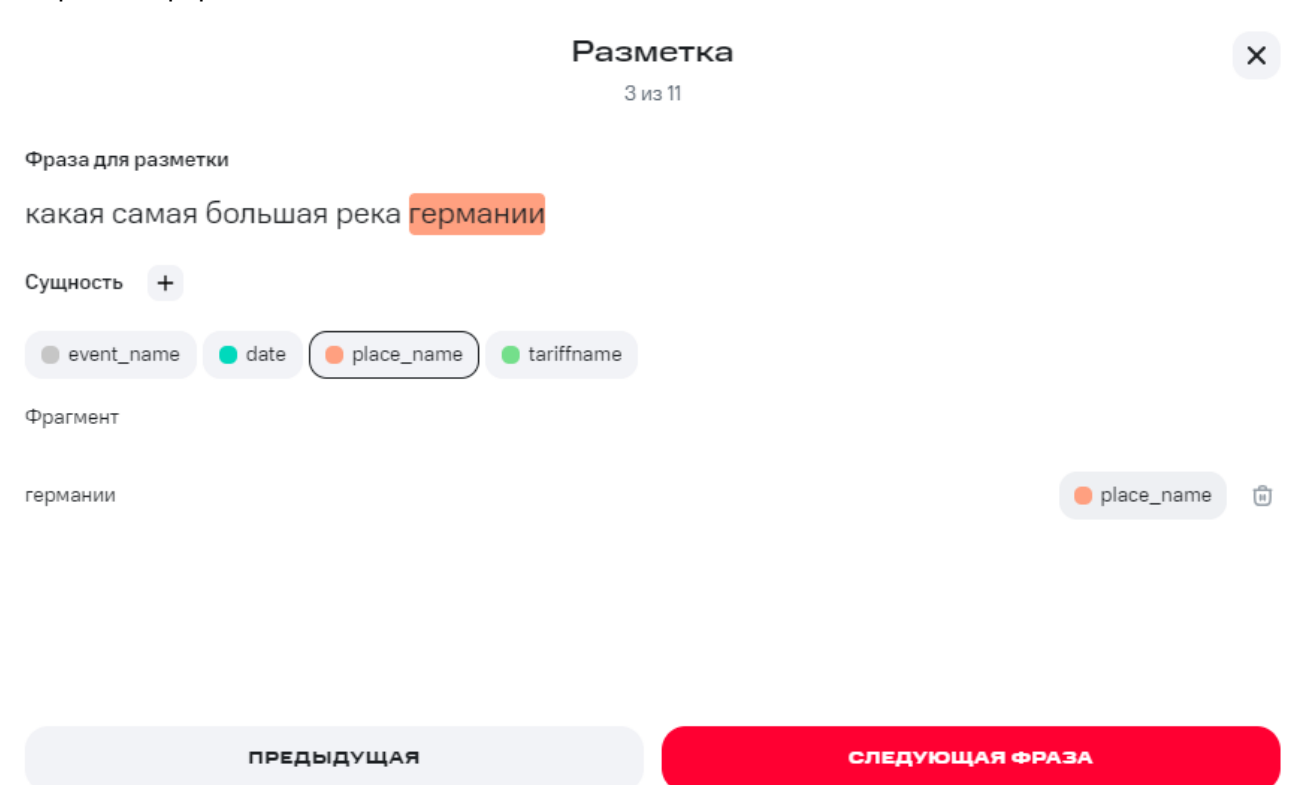 Разметка
3 из 11
Фраза для разметки
какая самая большая река германии
Сущность +
event_name date place_name tariffname
Фрагмент
германии place_name
ПРЕДЫДУЩАЯ СЛЕДУЮЩАЯ ФРАЗА